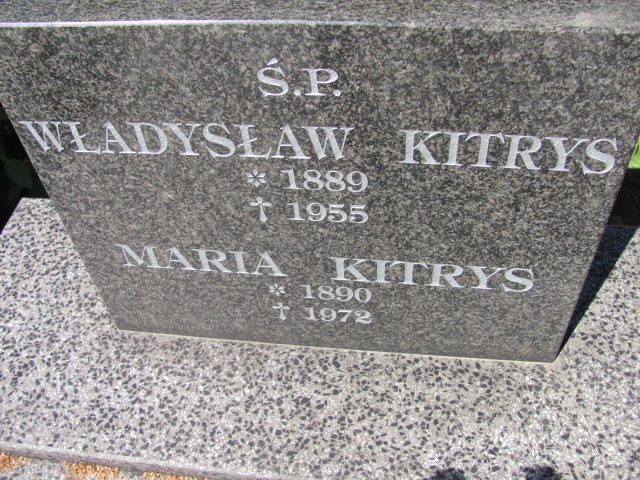 Ś.P.
WŁADYSŁAW KITRYS
* 1889
† 1955
MARIA KITRYS
* 1890
† 1972